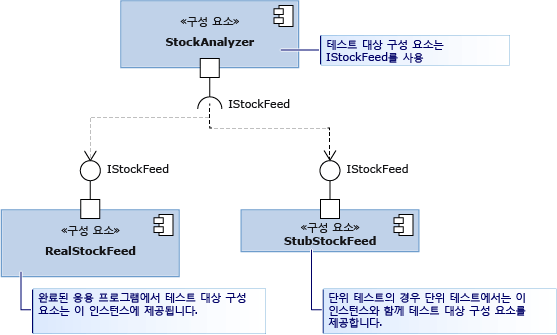 «구성 요소»
StockAnalyzer
테스트 대상 구성 요소는
IStockFeed를 사용
IStockFeed
IStockFeed
IStockFeed
«구성 요소»
RealStockFeed
«구성 요소»
StubStockFeed
완료된 응용 프로그램에서 테스트 대상 구성
요소는 이 인스턴스에 제공됩니다.
단위 테스트의 경우 단위 테스트에서는 이
인스턴스와 함께 테스트 대상 구성 요소를
제공합니다.